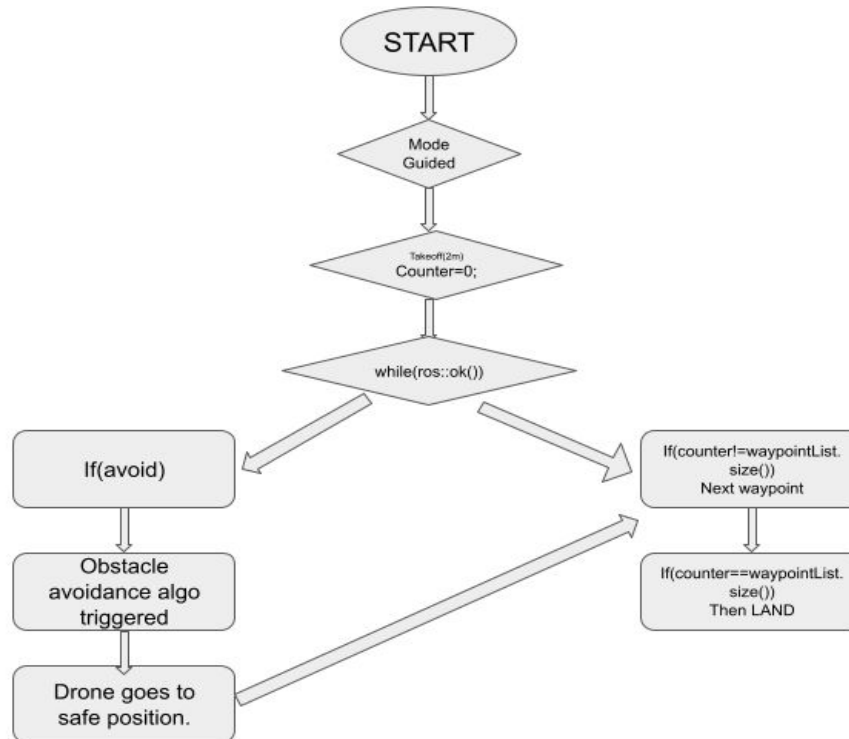 START
Mode
Guided
Takeoff(2m)
Counter=0;
while(ros::ok())
If(avoid)
Obstacle
avoidance algo
triggered
Drone goes to
safe position.
If(counter!=waypointList.
size())
Next waypoint
If(counter==waypointList.
size())
Then LAND